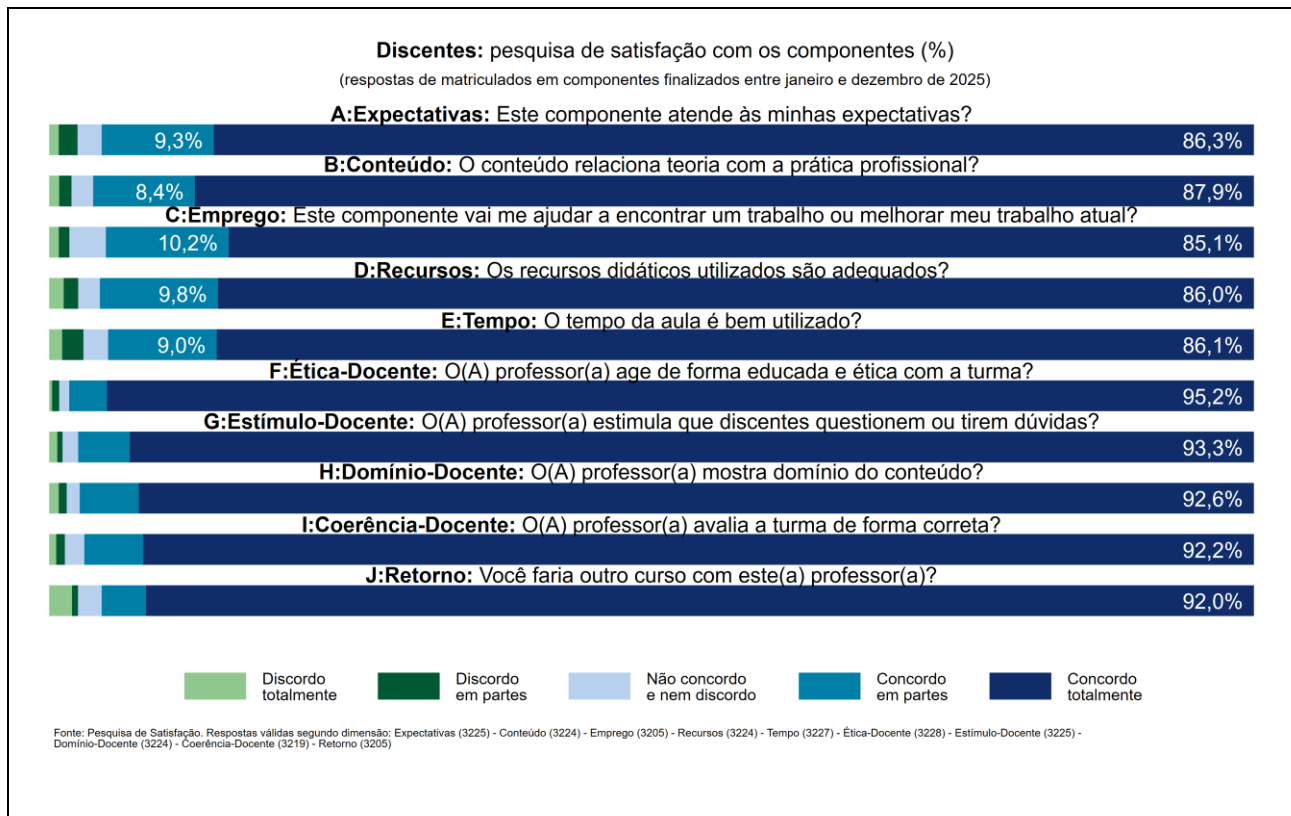 Discentes: pesquisa de satisfação com os componentes (%)
(respostas de matriculados em componentes finalizados entre janeiro e dezembro de 2025)
A:Expectativas: Este componente atende às minhas expectativas?
9,3% 86,3%
B:Conteúdo: O conteúdo relaciona teoria com a prática profissional?
8,4% 87,9%
C:Emprego: Este componente vai me ajudar a encontrar um trabalho ou melhorar meu trabalho atual?
10,2% 85,1%
D:Recursos: Os recursos didáticos utilizados são adequados?
9,8% 86,0%
E:Tempo: O tempo da aula é bem utilizado?
9,0% 86,1%
F:Ética-Docente: O(A) professor(a) age de forma educada e ética com a turma?
95,2%
G:Estímulo-Docente: O(A) professor(a) estimula que discentes questionem ou tirem dúvidas?
93,3%
H:Domínio-Docente: O(A) professor(a) mostra domínio do conteúdo?
92,6%
I:Coerência-Docente: O(A) professor(a) avalia a turma de forma correta?
92,2%
J:Retorno: Você faria outro curso com este(a) professor(a)?
92,0%
Discordo
totalmente
Discordo
em partes
Não concordo
e nem discordo
Concordo
em partes
Concordo
totalmente
Fonte: Pesquisa de Satisfação. Respostas válidas segundo dimensão: Expectativas (3225) - Conteúdo (3224) - Emprego (3205) - Recursos (3224) - Tempo (3227) - Ética-Docente (3228) - Estímulo-Docente (3225) -
Domínio-Docente (3224) - Coerência-Docente (3219) - Retorno (3205)